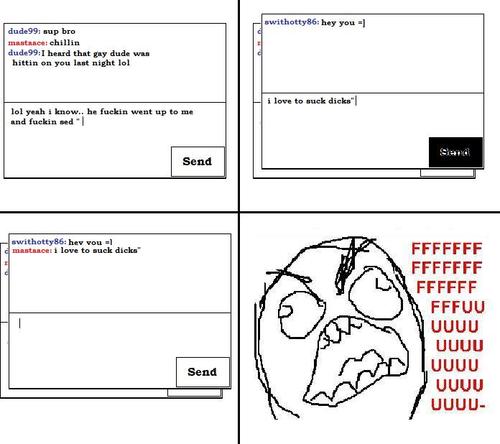 dude99: sup bro
mastaace: chillin
dude99: I heard that gay dude was
hittin on you last night lol
lol yeah i know.. he fuckin went up to me
and fuckin sed "
Send
swithotty86: hey you =]
i love to suck dicks"
Send
swithotty86: hey you =]
mastaace: i love to suck dicks"
Send
FFFFFFF
FFFFFFF
FFFFFF
FFFUU
UUUU
UUUU
UUUU
UUUU
UUUU-